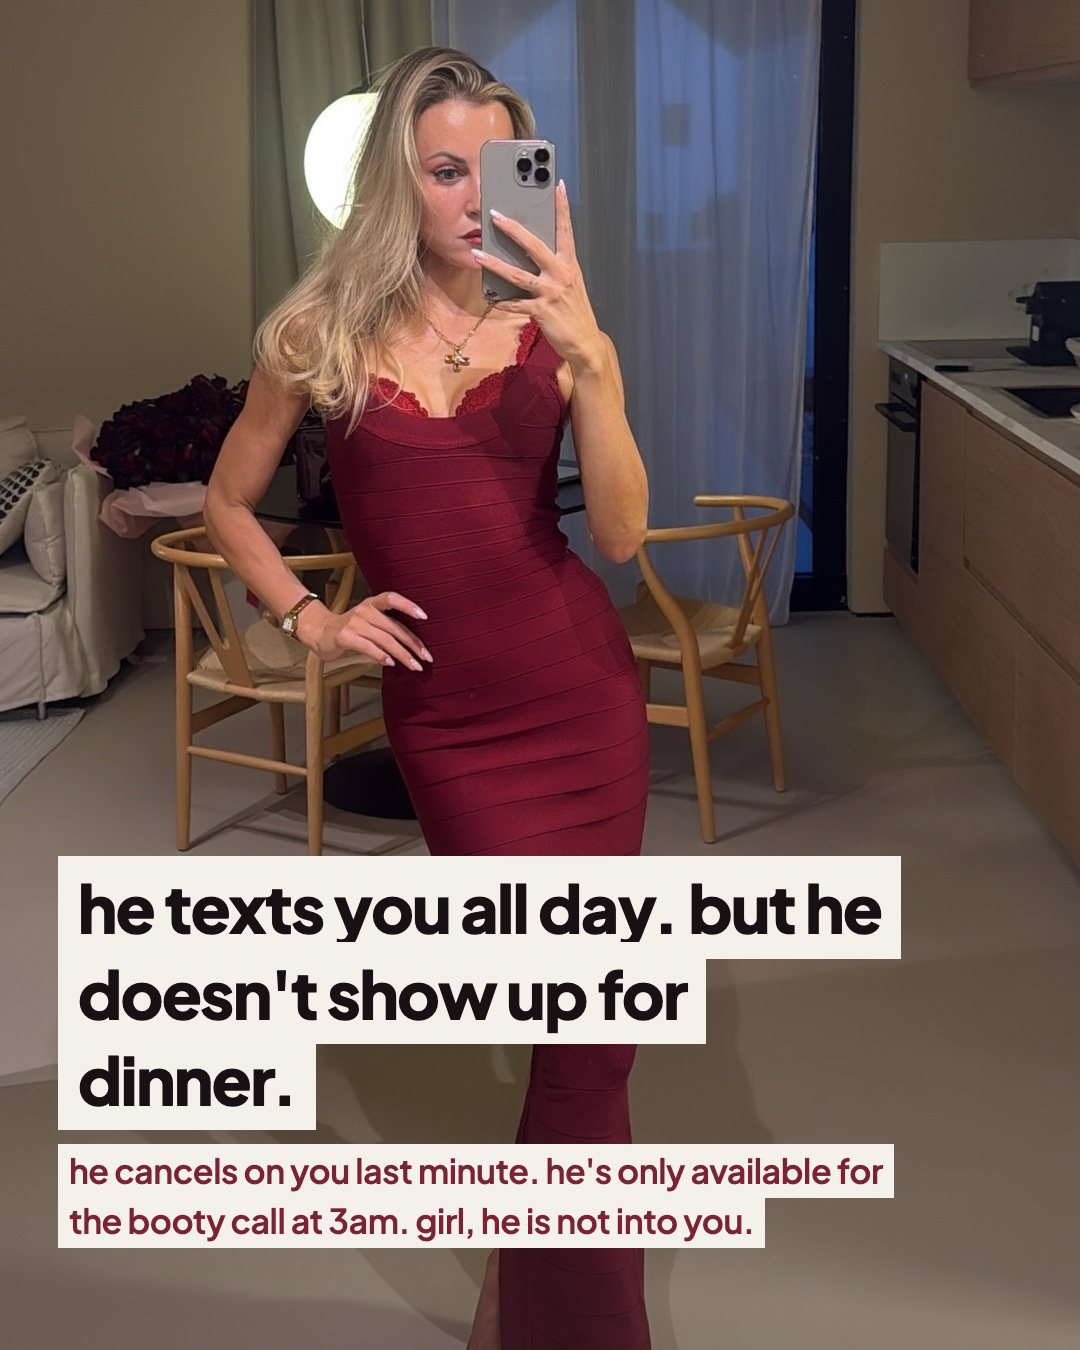 he texts you all day. but he
doesn't show up for
dinner.
he cancels on you last minute. he's only available for
the booty call at 3am. girl, he is not into you.